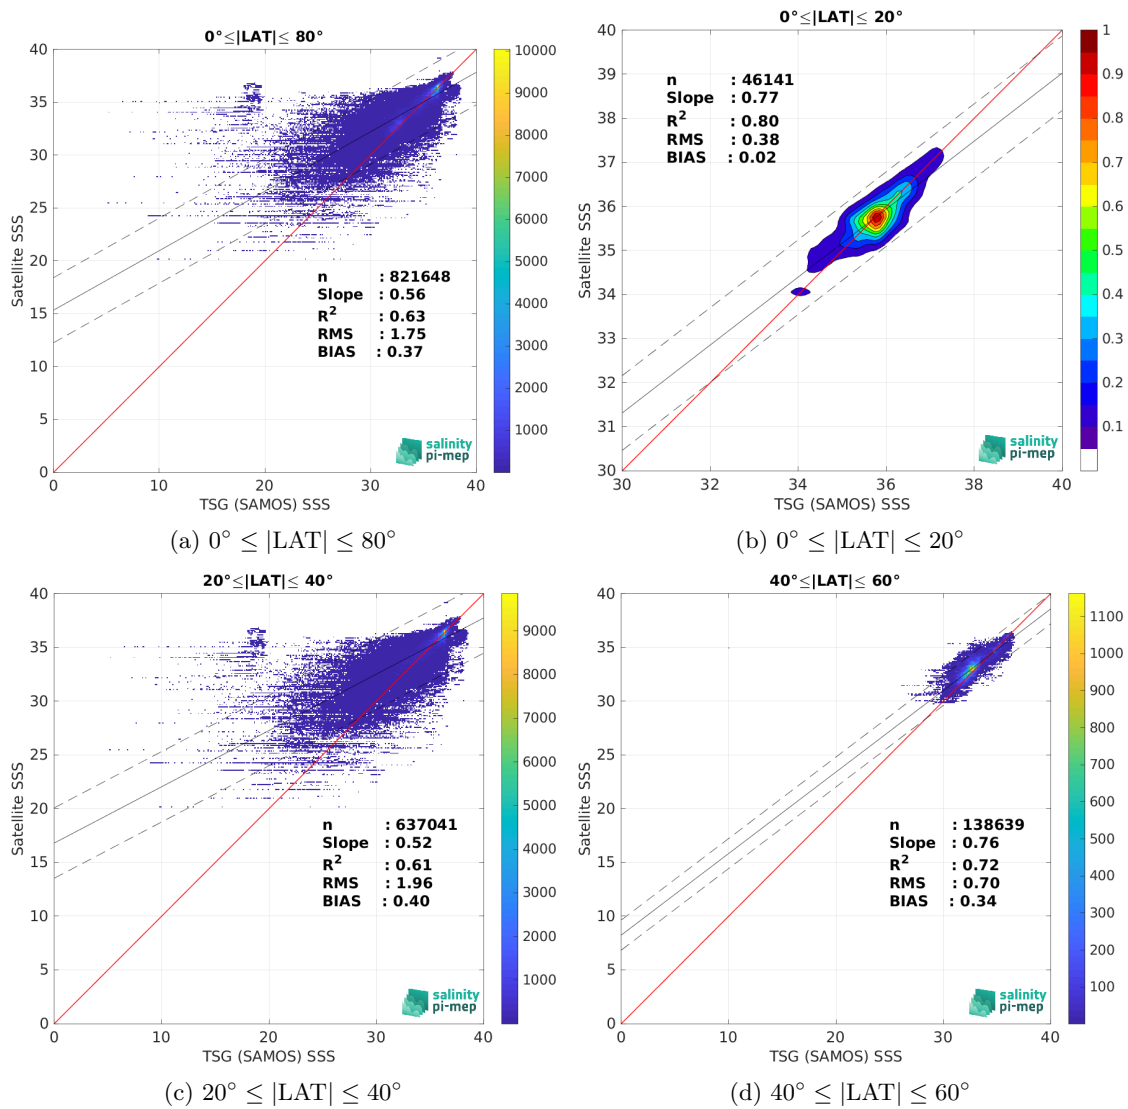 0°≤|LAT|≤ 80°
Satellite SSS
40
35
30
25
20
15
10
5
0
0 10 20 30 40
TSG (SAMOS) SSS
n : 821648
Slope : 0.56
R² : 0.63
RMS : 1.75
BIAS : 0.37
salinity
pi-mep
10000
9000
8000
7000
6000
5000
4000
3000
2000
1000
(a) 0° ≤ |LAT| ≤ 80°
0°≤|LAT|≤ 20°
Satellite SSS
40
39
38
37
36
35
34
33
32
31
30
30 32 34 36 38 40
TSG (SAMOS) SSS
n : 46141
Slope : 0.77
R² : 0.80
RMS : 0.38
BIAS : 0.02
salinity
pi-mep
1
0.9
0.8
0.7
0.6
0.5
0.4
0.3
0.2
0.1
(b) 0° ≤ |LAT| ≤ 20°
20°≤|LAT|≤ 40°
Satellite SSS
40
35
30
25
20
15
10
5
0
0 10 20 30 40
TSG (SAMOS) SSS
n : 637041
Slope : 0.52
R² : 0.61
RMS : 1.96
BIAS : 0.40
salinity
pi-mep
9000
8000
7000
6000
5000
4000
3000
2000
1000
(c) 20° ≤ |LAT| ≤ 40°
40°≤|LAT|≤ 60°
Satellite SSS
40
35
30
25
20
15
10
5
0
0 10 20 30 40
TSG (SAMOS) SSS
n : 138639
Slope : 0.76
R² : 0.72
RMS : 0.70
BIAS : 0.34
salinity
pi-mep
1100
1000
900
800
700
600
500
400
300
200
100
(d) 40° ≤ |LAT| ≤ 60°